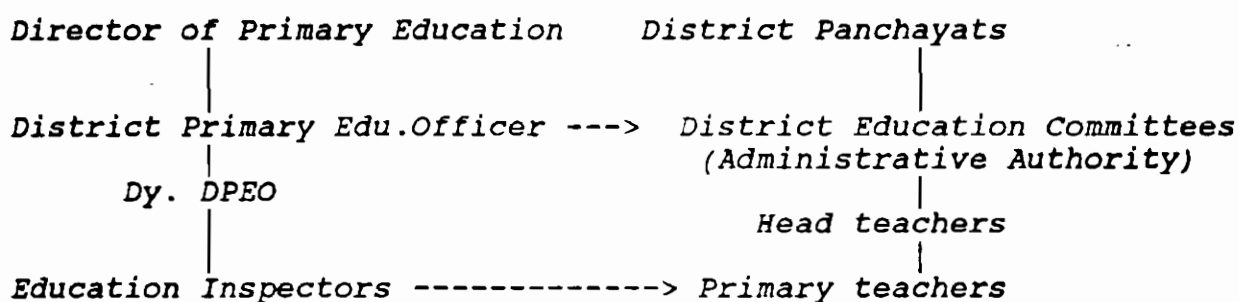 Director of Primary Education District Panchayats
District Primary Edu.Officer ---> District Education Committees
(Administrative Authority)
Dy. DPEO
Head teachers
Education Inspectors -------------> Primary teachers